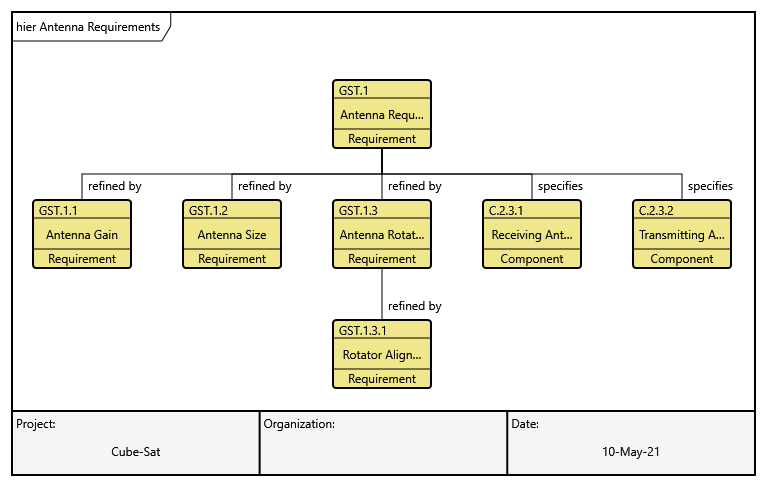 hier Antenna Requirements
GST.1
Antenna Requ...
Requirement
refined by
refined by
refined by
specifies
specifies
GST.1.1
GST.1.2
GST.1.3
C.2.3.1
C.2.3.2
Antenna Gain
Antenna Size
Antenna Rotat...
Receiving Ant...
Transmitting A...
Requirement
Requirement
Requirement
Component
Component
refined by
GST.1.3.1
Rotator Align...
Requirement
Project:
Organization:
Date:
Cube-Sat
10-May-21